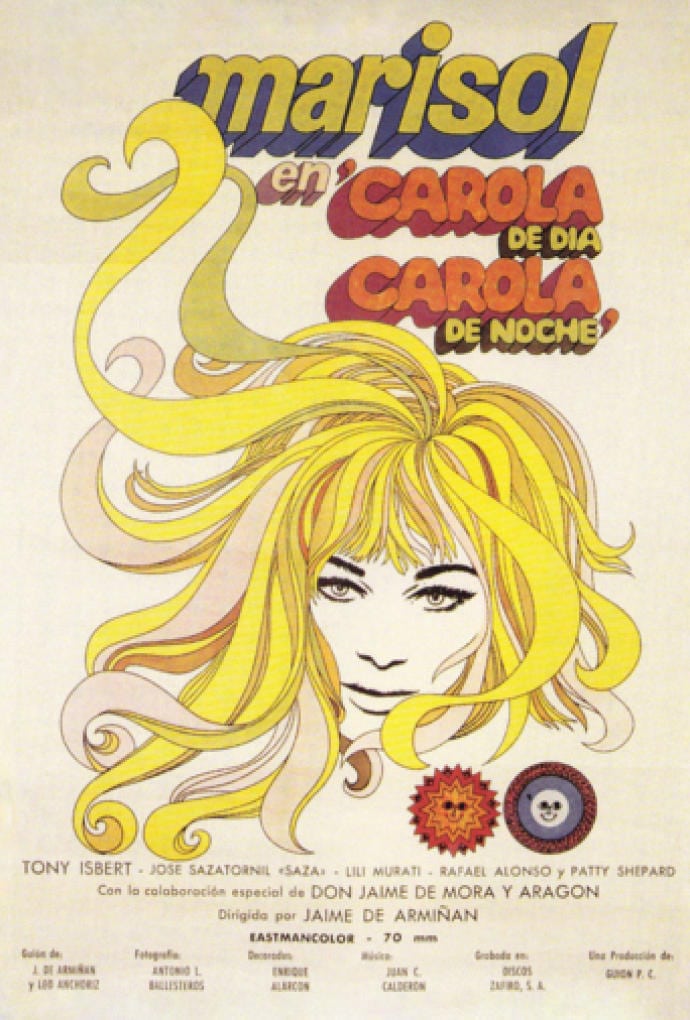 marisol
en 'CAROLA
DE DIA
CAROLA
DE NOCHE'
TONY ISBERT - JOSE SAZATORNIL «SAZA» - LILI MURATI - RAFAEL ALONSO y PATTY SHEPARD
Con la colaboración especial de DON JAIME DE MORA Y ARAGON
Dirigida por JAIME DE ARMIÑAN
EASTMANCOLOR - 70 mm
Guión de: Fotografía: Decorados: Música: Grabada en: Una Producción de:
J. DE ARMIÑAN ANTONIO L. ENRIQUE JUAN C. DISCOS GUION P. C.
y LEO ANCHORIZ BALLESTEROS ALARCON CALDERON ZAFIRO, S. A.